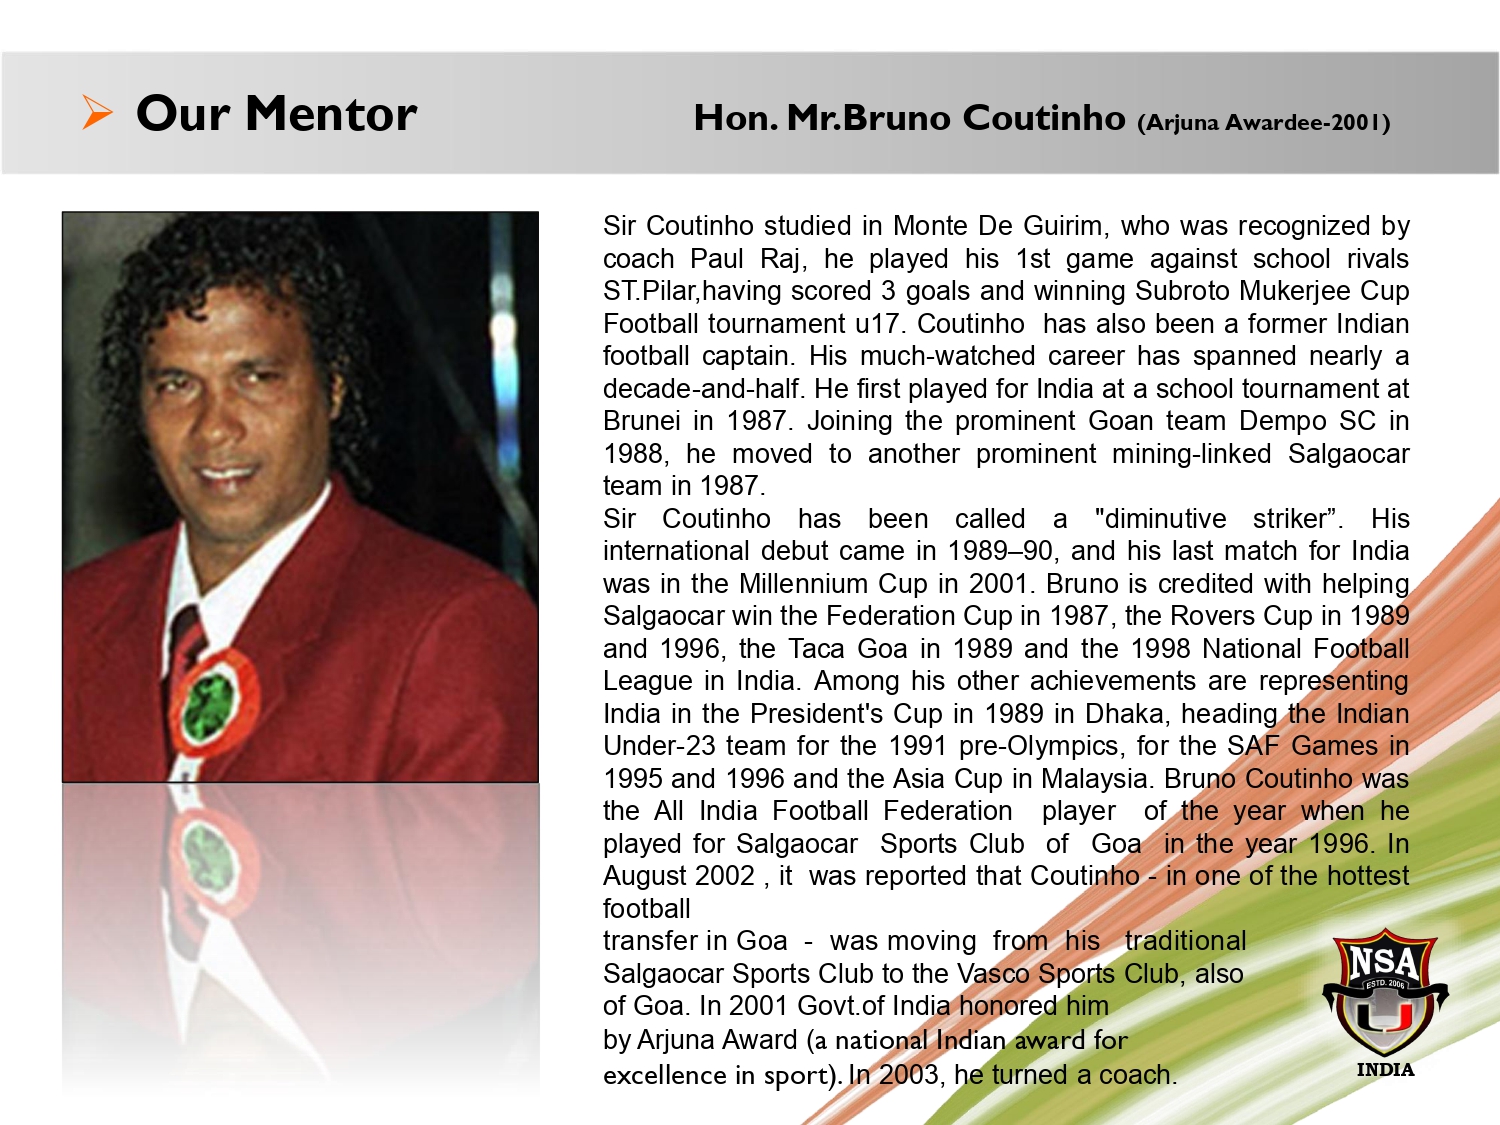 Our Mentor
Hon. Mr.Bruno Coutinho (Arjuna Awardee-2001)
Sir Coutinho studied in Monte De Guirim, who was recognized by
coach Paul Raj, he played his 1st game against school rivals
ST.Pilar,having scored 3 goals and winning Subroto Mukerjee Cup
Football tournament u17. Coutinho has also been a former Indian
football captain. His much-watched career has spanned nearly a
decade-and-half. He first played for India at a school tournament at
Brunei in 1987. Joining the prominent Goan team Dempo SC in
1988, he moved to another prominent mining-linked Salgaocar
team in 1987.
Sir Coutinho has been called a "diminutive striker”. His
international debut came in 1989–90, and his last match for India
was in the Millennium Cup in 2001. Bruno is credited with helping
Salgaocar win the Federation Cup in 1987, the Rovers Cup in 1989
and 1996, the Taca Goa in 1989 and the 1998 National Football
League in India. Among his other achievements are representing
India in the President's Cup in 1989 in Dhaka, heading the Indian
Under-23 team for the 1991 pre-Olympics, for the SAF Games in
1995 and 1996 and the Asia Cup in Malaysia. Bruno Coutinho was
the All India Football Federation player of the year when he
played for Salgaocar Sports Club of Goa in the year 1996. In
August 2002 , it was reported that Coutinho - in one of the hottest
football
transfer in Goa - was moving from his traditional
Salgaocar Sports Club to the Vasco Sports Club, also
of Goa. In 2001 Govt.of India honored him
by Arjuna Award (a national Indian award for
excellence in sport). In 2003, he turned a coach.
NSA
ESTD. 2006
INDIA